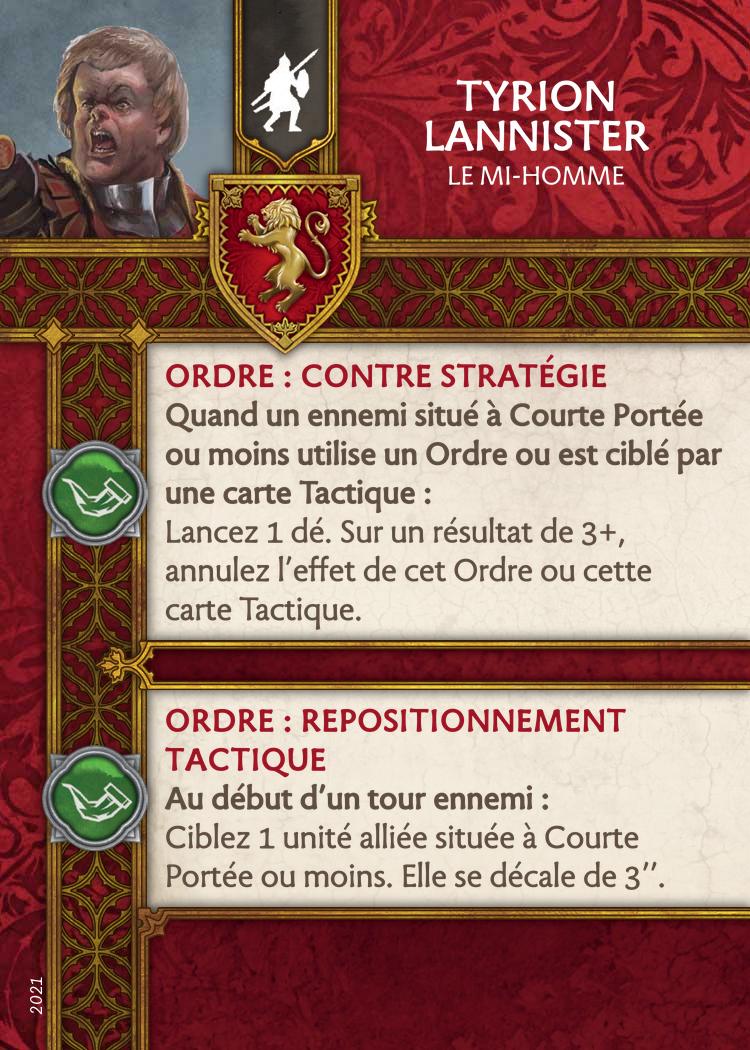 TYRION
LANNISTER
LE MI-HOMME
ORDRE : CONTRE STRATÉGIE
Quand un ennemi situé à Courte Portée
ou moins utilise un Ordre ou est ciblé par
une carte Tactique :
Lancez 1 dé. Sur un résultat de 3+,
annulez l'effet de cet Ordre ou cette
carte Tactique.
ORDRE : REPOSITIONNEMENT
TACTIQUE
Au début d'un tour ennemi :
Ciblez 1 unité alliée située à Courte
Portée ou moins. Elle se décale de 3''.
2021